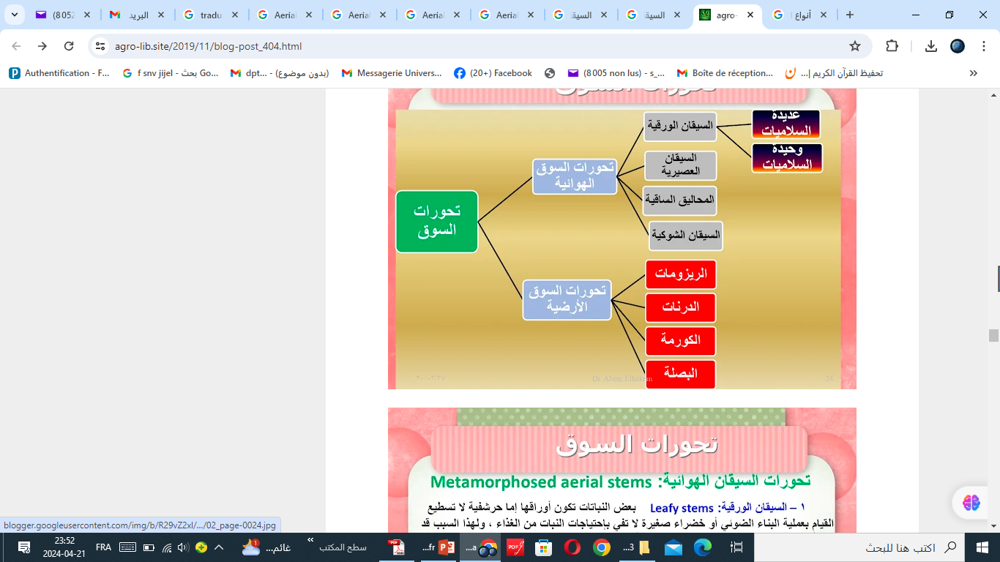 (8 052
البريد
tradu
Aerial
Aerial
Aerial
Aerial
السيقا
السيقا
agro-
أنواع ا
agro-lib.site/2019/11/blog-post_404.html
Authentification - F...
f snv jijel - بحث Go...
dpt... - (بدون موضوع)
Messagerie Univers...
(20+) Facebook
(8 005 non lus) - s_...
Boîte de réception...
تحفيظ القرآن الكريم |...
تحورات السوق
تحورات السوق
تحورات السوق الهوائية
السيقان الورقية
عديدة السلاميات
وحيدة السلاميات
السيقان العصيرية
المحاليق الساقية
السيقان الشوكية
تحورات السوق الأرضية
الريزومات
الدرنات
الكورمة
البصلة
Dr. Abeer Elhakem
24
تحورات السوق
تحورات السيقان الهوائية: Metamorphosed aerial stems
١ – السيقان الورقية: Leafy stems بعض النباتات تكون أوراقها إما حرشفية لا تسطيع
القيام بعملية البناء الضوئي أو خضراء صغيرة لا تفي بإحتياجات النبات من الغذاء ، ولهذا السبب قد
blogger.googleusercontent.com/img/b/R29vZ2xl/.../02_page-0024.jpg
23:52
2024-04-21
FRA
غائم...
سطح المكتب
...fr
...a
...3
اكتب هنا للبحث